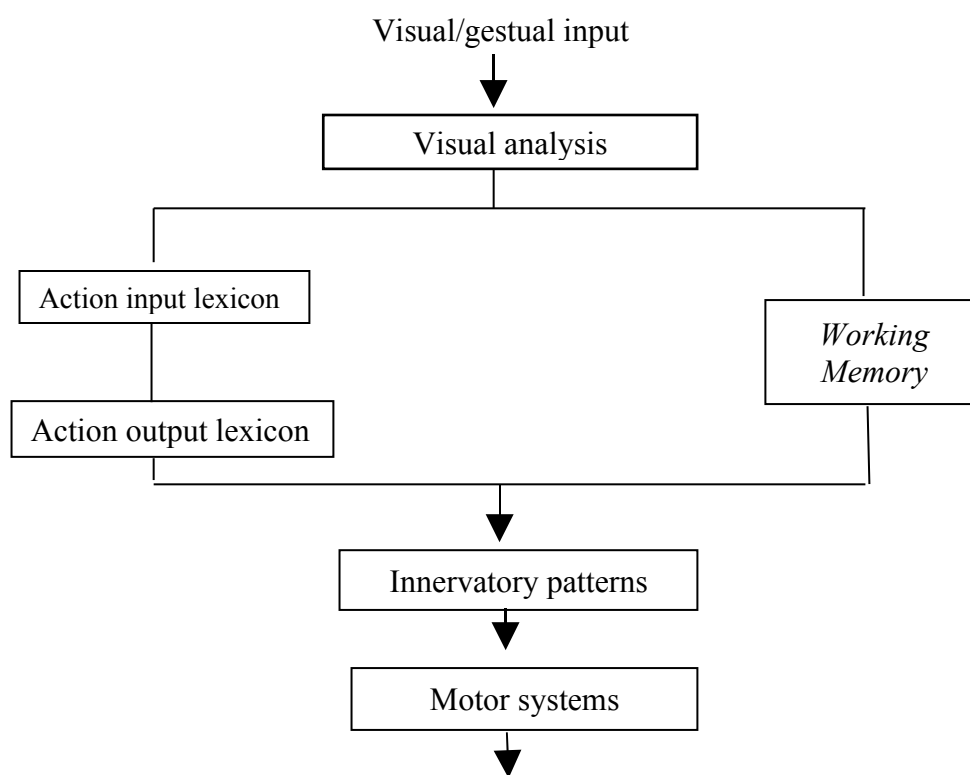 Visual/gestual input
Visual analysis
Action input lexicon
Working
Memory
Action output lexicon
Innervatory patterns
Motor systems